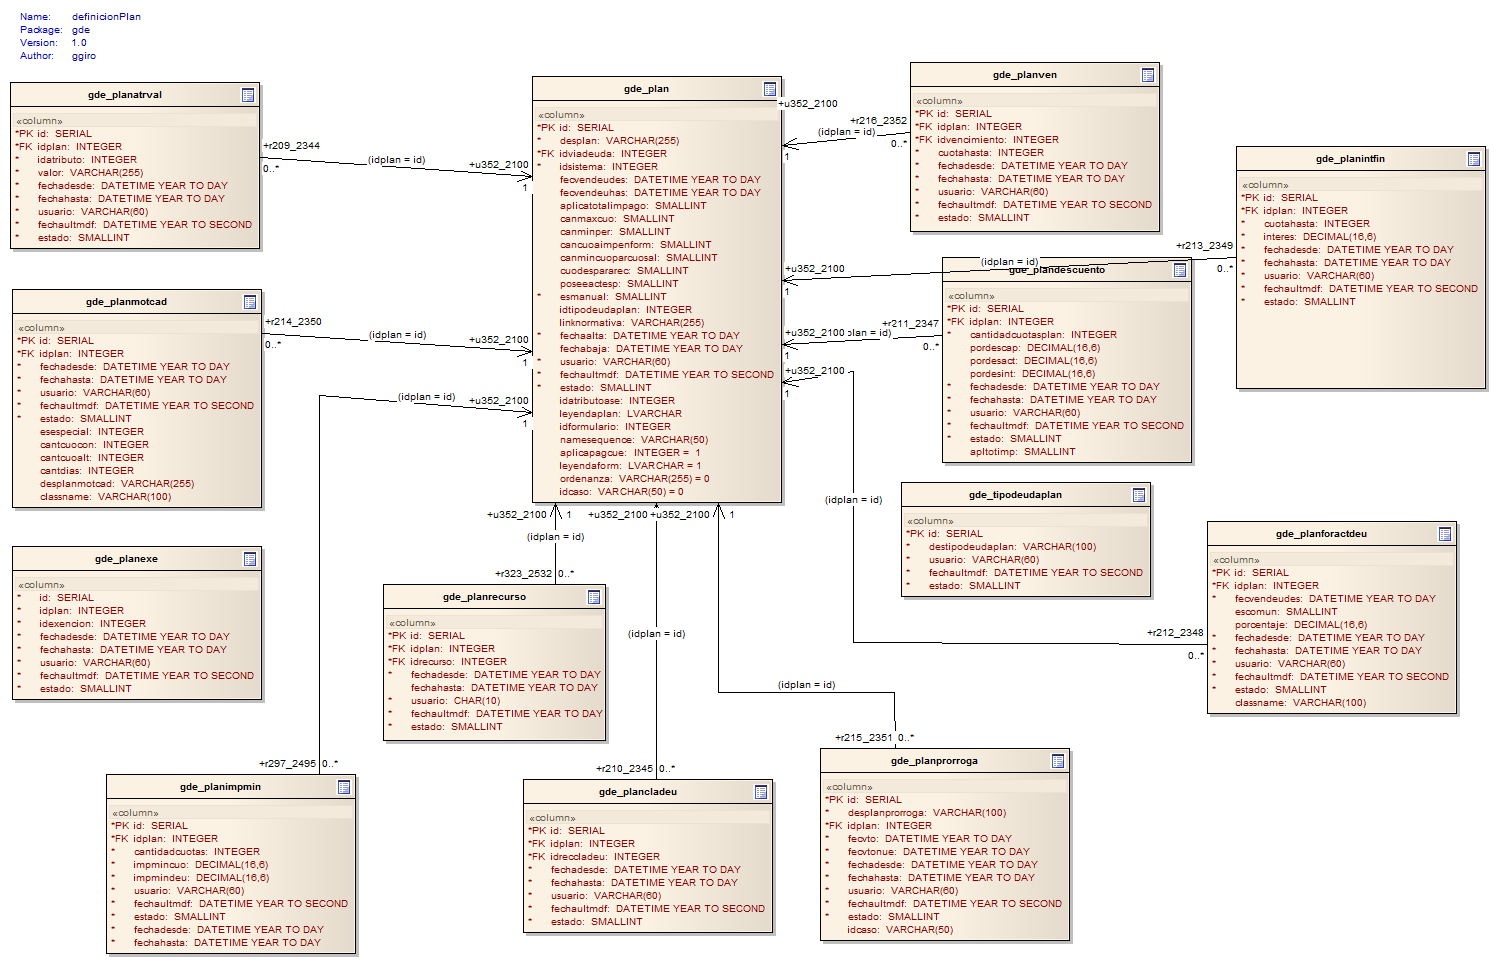 Name: definicionPlan
Package: gde
Version: 1.0
Author: ggiro
gde_planatrval
«column»
*PK id: SERIAL
*FK idplan: INTEGER
* idatributo: INTEGER
* valor: VARCHAR(255)
* fechadesde: DATETIME YEAR TO DAY
* fechahasta: DATETIME YEAR TO DAY
* usuario: VARCHAR(60)
* fechaultmdf: DATETIME YEAR TO SECOND
* estado: SMALLINT
+r209_2344
0..*
(idplan = id)
+u352_2100
1
gde_plan
«column»
*PK id: SERIAL
* desplan: VARCHAR(255)
*FK idviadeuda: INTEGER
* idsistema: INTEGER
fecvendeudes: DATETIME YEAR TO DAY
fecvendeuhas: DATETIME YEAR TO DAY
aplicatotalimpago: SMALLINT
canmaxcuo: SMALLINT
canminper: SMALLINT
cancuoaimpenform: SMALLINT
canmincuoparcuosal: SMALLINT
cuodespararec: SMALLINT
poseeactesp: SMALLINT
* esmanual: SMALLINT
idtipodeudaplan: INTEGER
linknormativa: VARCHAR(255)
* fechaalta: DATETIME YEAR TO DAY
fechabaja: DATETIME YEAR TO DAY
* usuario: VARCHAR(60)
* fechaultmdf: DATETIME YEAR TO SECOND
* estado: SMALLINT
idatributoase: INTEGER
leyendaplan: LVARCHAR
idformulario: INTEGER
namesequence: VARCHAR(50)
aplicapagcue: INTEGER = 1
leyendaform: LVARCHAR = 1
ordenanza: VARCHAR(255) = 0
idcaso: VARCHAR(50) = 0
gde_planven
«column»
*PK id: SERIAL
*FK idplan: INTEGER
*FK idvencimiento: INTEGER
* cuotahasta: INTEGER
* fechadesde: DATETIME YEAR TO DAY
* fechahasta: DATETIME YEAR TO DAY
* usuario: VARCHAR(60)
* fechaultmdf: DATETIME YEAR TO SECOND
* estado: SMALLINT
+u352_2100
1
(idplan = id)
+r216_2352
0..*
gde_planintfin
«column»
*PK id: SERIAL
*FK idplan: INTEGER
* cuotahasta: INTEGER
* interes: DECIMAL(16,6)
* fechadesde: DATETIME YEAR TO DAY
* fechahasta: DATETIME YEAR TO DAY
* usuario: VARCHAR(60)
* fechaultmdf: DATETIME YEAR TO SECOND
* estado: SMALLINT
+r213_2349
0..*
(idplan = id)
+u352_2100
1
gde_planmotcad
«column»
*PK id: SERIAL
*FK idplan: INTEGER
* fechadesde: DATETIME YEAR TO DAY
* fechahasta: DATETIME YEAR TO DAY
* usuario: VARCHAR(60)
* fechaultmdf: DATETIME YEAR TO SECOND
* estado: SMALLINT
esespecial: INTEGER
cantcuocon: INTEGER
cantcuoalt: INTEGER
cantdias: INTEGER
desplanmotcad: VARCHAR(255)
classname: VARCHAR(100)
+r214_2350
0..*
(idplan = id)
+u352_2100
1
gde_plandescuento
«column»
*PK id: SERIAL
*FK idplan: INTEGER
* cantidadcuotasplan: INTEGER
pordescap: DECIMAL(16,6)
pordesact: DECIMAL(16,6)
pordesint: DECIMAL(16,6)
* fechadesde: DATETIME YEAR TO DAY
* fechahasta: DATETIME YEAR TO DAY
* usuario: VARCHAR(60)
* fechaultmdf: DATETIME YEAR TO SECOND
* estado: SMALLINT
apltotimp: SMALLINT
+r211_2347
0..*
lan = id)
+u352_2100
1
+u352_2100
1
(idplan = id)
+u352_2100
1
(idplan = id)
gde_tipodeudaplan
«column»
*PK id: SERIAL
* destipodeudaplan: VARCHAR(100)
* usuario: VARCHAR(60)
* fechaultmdf: DATETIME YEAR TO SECOND
* estado: SMALLINT
gde_planforactdeu
«column»
*PK id: SERIAL
*FK idplan: INTEGER
* fecvendeudes: DATETIME YEAR TO DAY
escomun: SMALLINT
porcentaje: DECIMAL(16,6)
* fechadesde: DATETIME YEAR TO DAY
* fechahasta: DATETIME YEAR TO DAY
* usuario: VARCHAR(60)
* fechaultmdf: DATETIME YEAR TO SECOND
* estado: SMALLINT
classname: VARCHAR(100)
+r212_2348
0..*
gde_planexe
«column»
* id: SERIAL
* idplan: INTEGER
* idexencion: INTEGER
* fechadesde: DATETIME YEAR TO DAY
* fechahasta: DATETIME YEAR TO DAY
* usuario: VARCHAR(60)
* fechaultmdf: DATETIME YEAR TO SECOND
* estado: SMALLINT
+u352_2100 1 +u352_2100 +u352_2100 1
(idplan = id)
+r323_2532 0..*
gde_planrecurso
«column»
*PK id: SERIAL
*FK idplan: INTEGER
*FK idrecurso: INTEGER
* fechadesde: DATETIME YEAR TO DAY
fechahasta: DATETIME YEAR TO DAY
* usuario: CHAR(10)
* fechaultmdf: DATETIME YEAR TO DAY
* estado: SMALLINT
(idplan = id)
(idplan = id)
+r297_2495 0..*
gde_planimpmin
«column»
*PK id: SERIAL
*FK idplan: INTEGER
* cantidadcuotas: INTEGER
* impmincuo: DECIMAL(16,6)
* impmindeu: DECIMAL(16,6)
* usuario: VARCHAR(60)
* fechaultmdf: DATETIME YEAR TO SECOND
* estado: SMALLINT
* fechadesde: DATETIME YEAR TO DAY
* fechahasta: DATETIME YEAR TO DAY
+r210_2345 0..*
gde_plancladeu
«column»
*PK id: SERIAL
*FK idplan: INTEGER
*FK idreccladeu: INTEGER
* fechadesde: DATETIME YEAR TO DAY
* fechahasta: DATETIME YEAR TO DAY
* usuario: VARCHAR(60)
* fechaultmdf: DATETIME YEAR TO SECOND
* estado: SMALLINT
+r215_2351 0..*
gde_planprorroga
«column»
*PK id: SERIAL
* desplanprorroga: VARCHAR(100)
*FK idplan: INTEGER
* fecvto: DATETIME YEAR TO DAY
* fecvtonue: DATETIME YEAR TO DAY
* fechadesde: DATETIME YEAR TO DAY
* fechahasta: DATETIME YEAR TO DAY
* usuario: VARCHAR(60)
* fechaultmdf: DATETIME YEAR TO SECOND
* estado: SMALLINT
idcaso: VARCHAR(50)